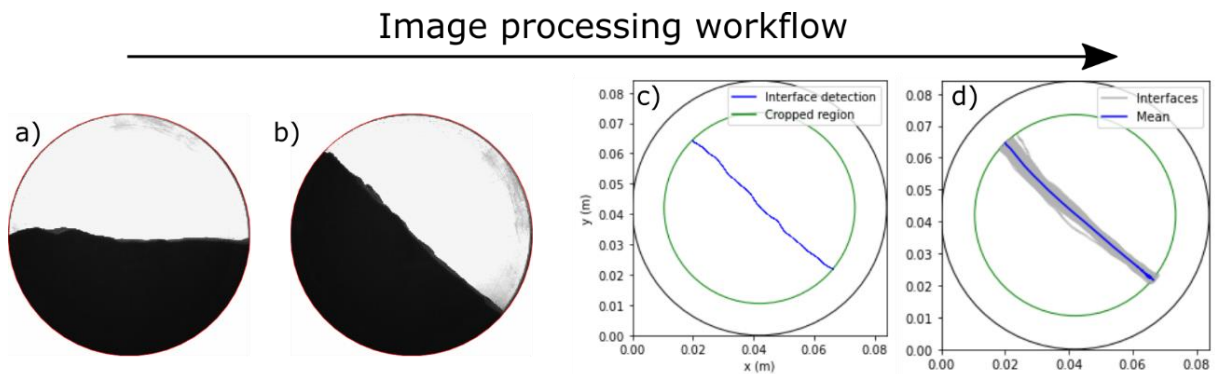 Image processing workflow
a)
b)
c)
Interface detection
Cropped region
0.08
0.07
0.06
0.05
0.04
0.03
0.02
0.01
0.00
y (m)
0.00 0.02 0.04 0.06 0.08
x (m)
d)
Interfaces
Mean
0.08
0.07
0.06
0.05
0.04
0.03
0.02
0.01
0.00
0.00 0.02 0.04 0.06 0.08